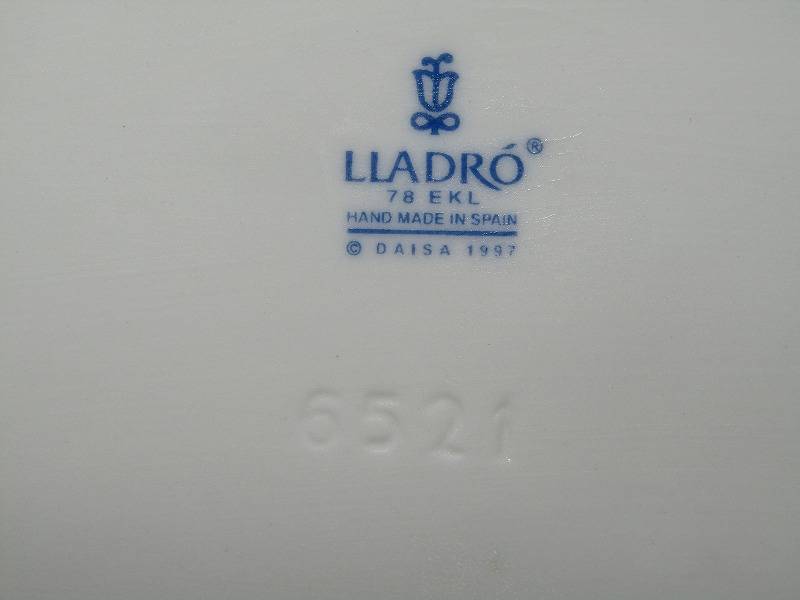 LLADRÓ®
78 EKL
HAND MADE IN SPAIN
© DAISA 1997
6521